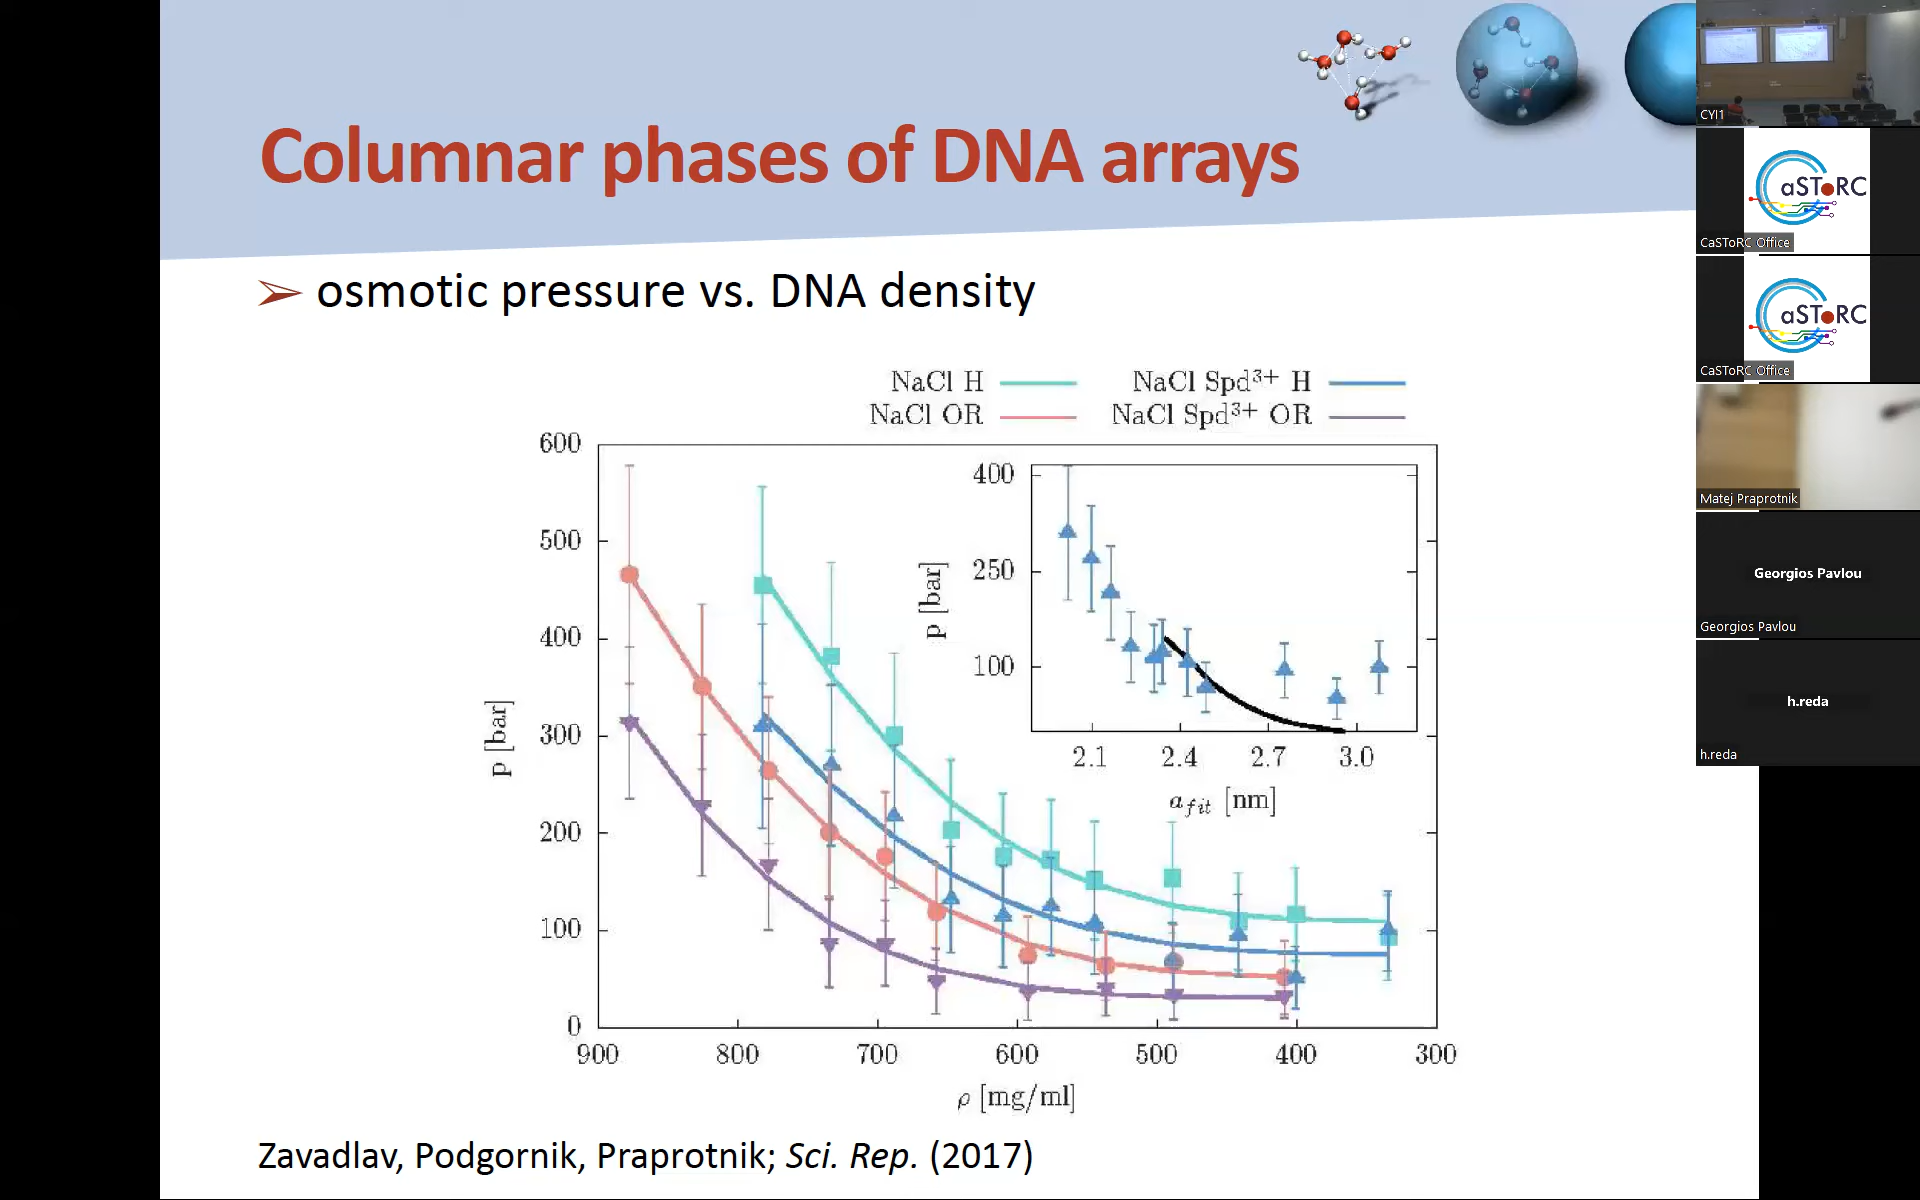 Columnar phases of DNA arrays
➢ osmotic pressure vs. DNA density
NaCl H
NaCl Spd³⁺ H
NaCl OR
NaCl Spd³⁺ OR
600
500
400
300
200
100
0
p [bar]
900 800 700 600 500 400 300
ρ [mg/ml]
400
250
100
p [bar]
2.1 2.4 2.7 3.0
a_fit [nm]
Zavadlav, Podgornik, Praprotnik; Sci. Rep. (2017)
CYI1
aSToRC
CaSToRC Office
aSToRC
CaSToRC Office
Matej Praprotnik
Georgios Pavlou
Georgios Pavlou
h.reda
h.reda